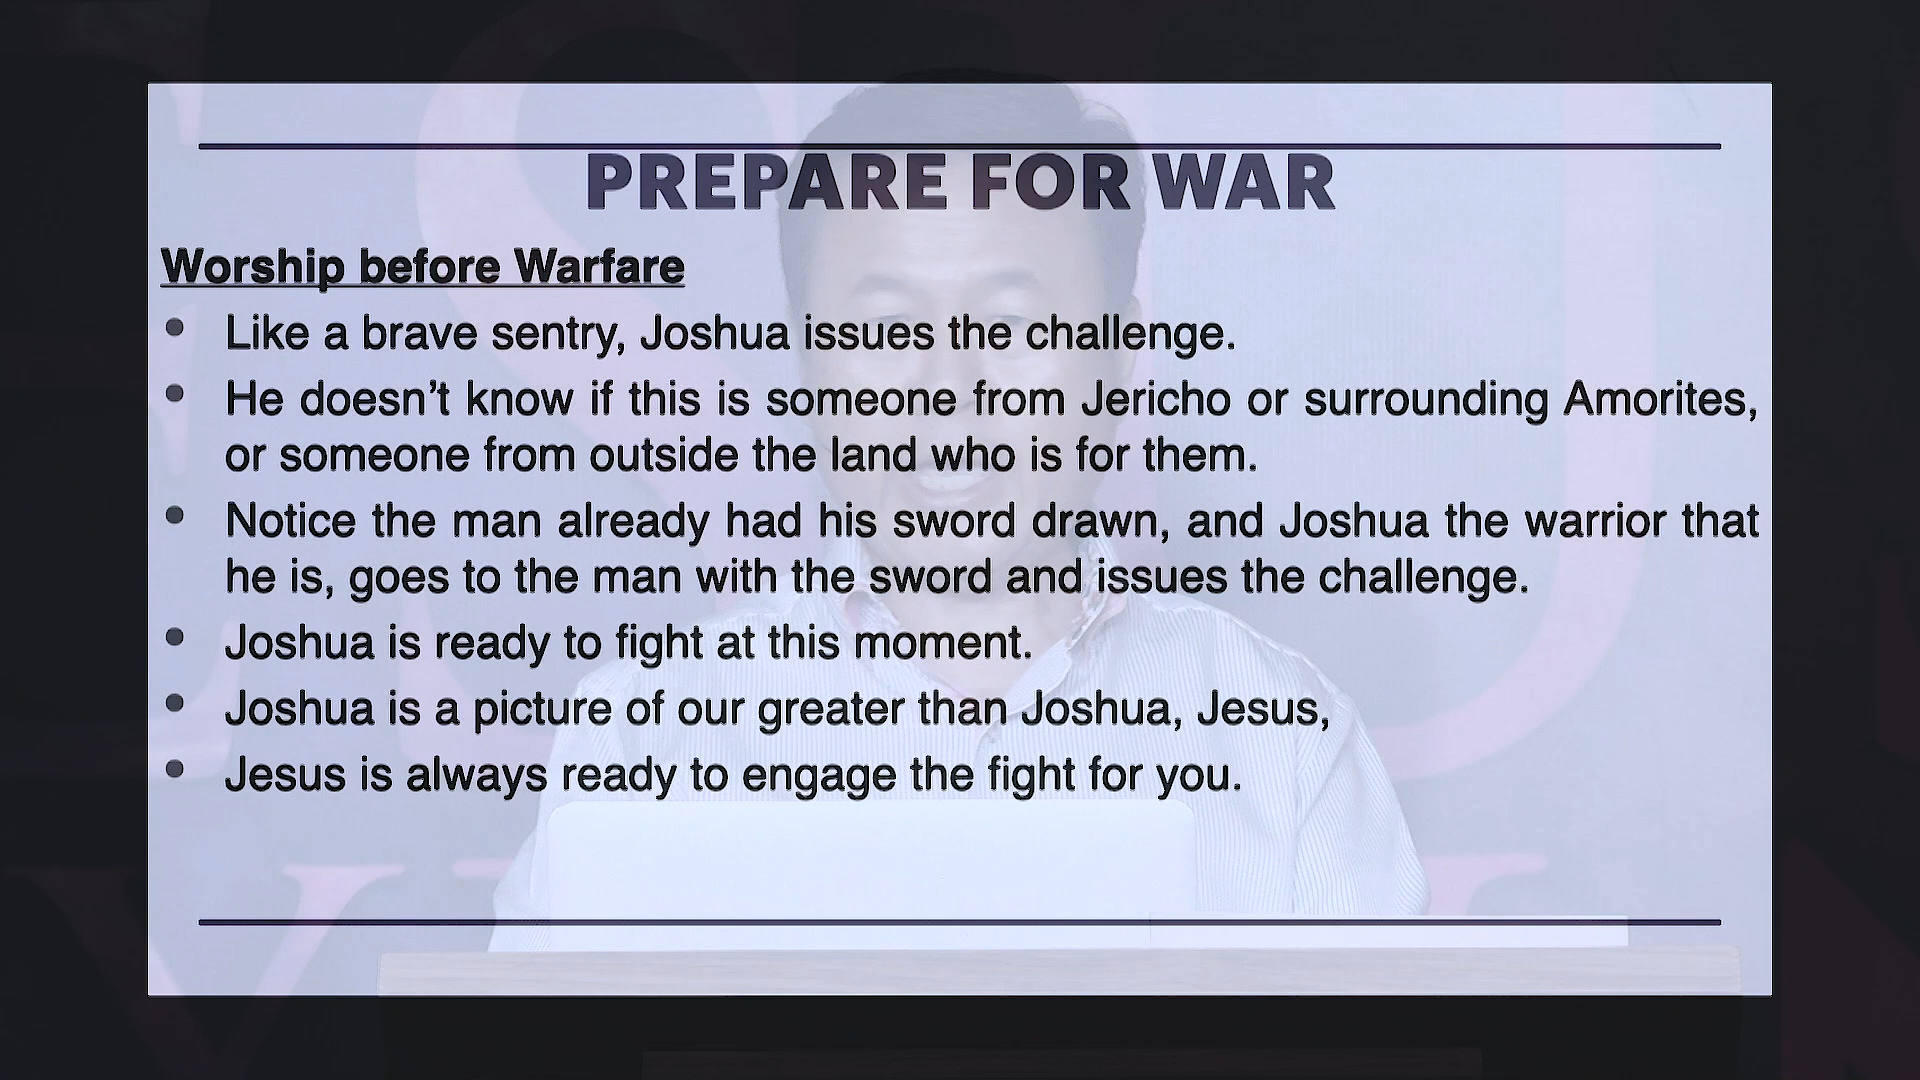 PREPARE FOR WAR
Worship before Warfare
• Like a brave sentry, Joshua issues the challenge.
• He doesn’t know if this is someone from Jericho or surrounding Amorites,
or someone from outside the land who is for them.
• Notice the man already had his sword drawn, and Joshua the warrior that
he is, goes to the man with the sword and issues the challenge.
• Joshua is ready to fight at this moment.
• Joshua is a picture of our greater than Joshua, Jesus,
• Jesus is always ready to engage the fight for you.